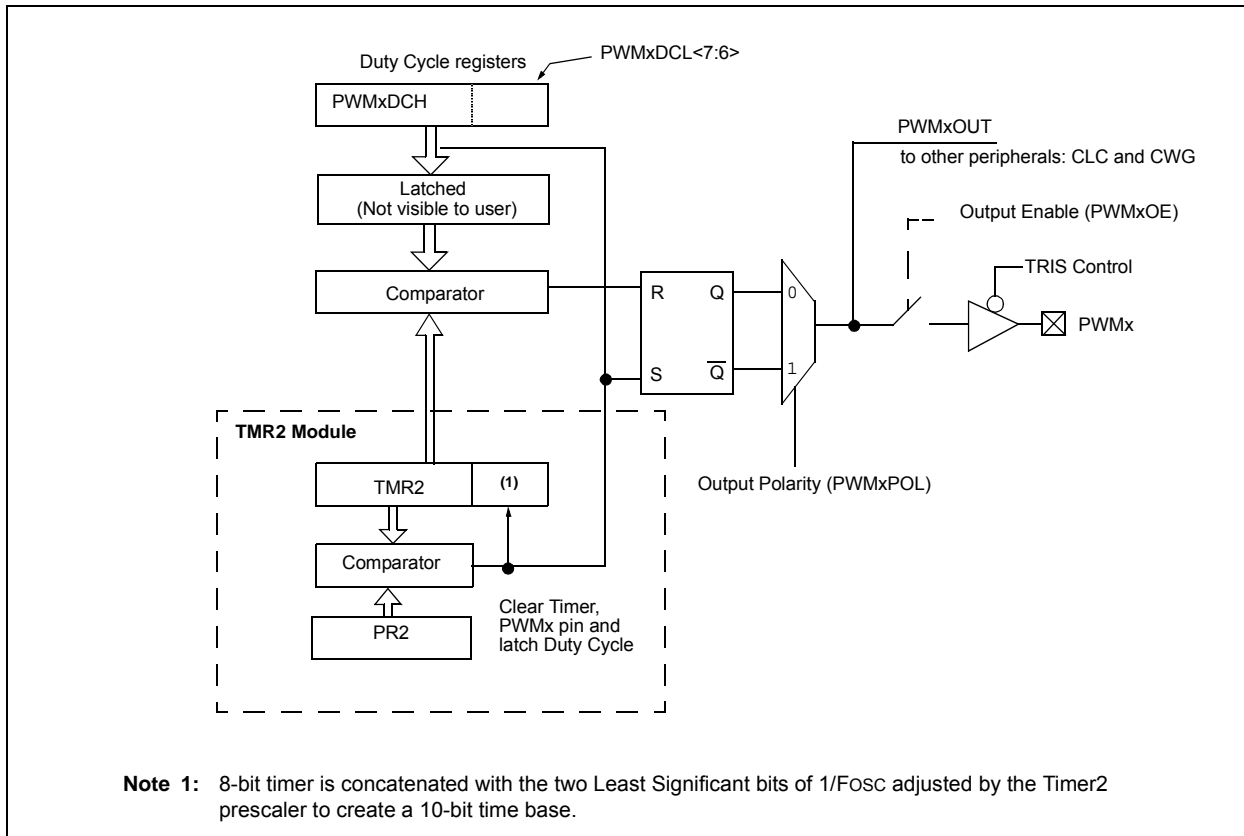 Duty Cycle registers
PWMxDCL<7:6>
PWMxDCH
Latched
(Not visible to user)
Comparator
R
Q
S
Q̅
0
1
PWMxOUT
to other peripherals: CLC and CWG
Output Enable (PWMxOE)
TRIS Control
PWMx
Output Polarity (PWMxPOL)
TMR2 Module
TMR2
(1)
Comparator
PR2
Clear Timer,
PWMx pin and
latch Duty Cycle
Note 1: 8-bit timer is concatenated with the two Least Significant bits of 1/FOSC adjusted by the Timer2
prescaler to create a 10-bit time base.